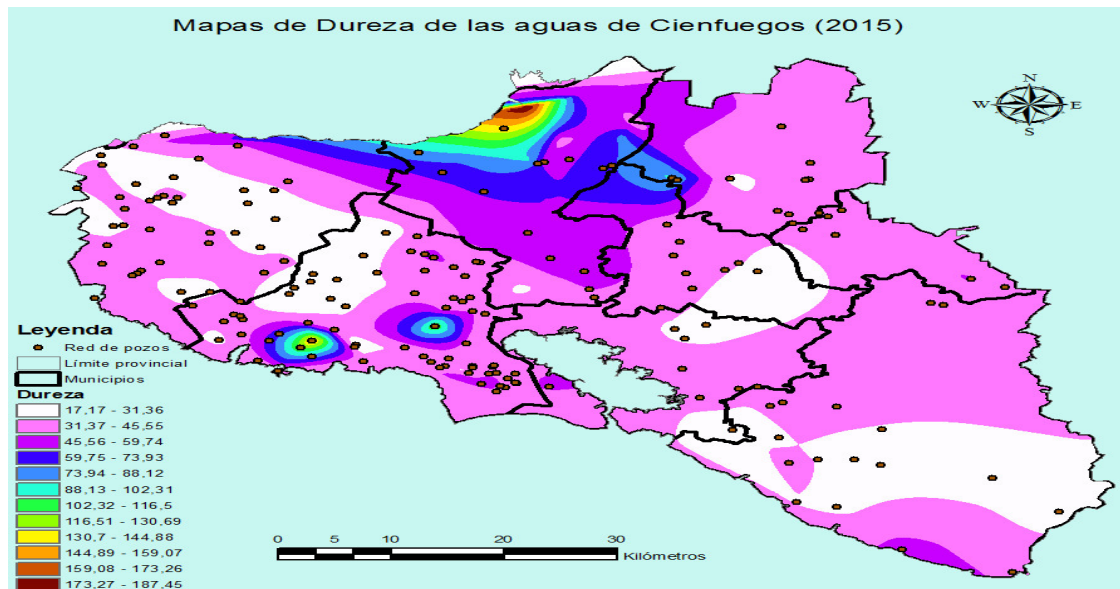 Mapas de Dureza de las aguas de Cienfuegos (2015)
N
W E
S
Leyenda
Red de pozos
Límite provincial
Municipios
Dureza
17,17 - 31,36
31,37 - 45,55
45,56 - 59,74
59,75 - 73,93
73,94 - 88,12
88,13 - 102,31
102,32 - 116,5
116,51 - 130,69
130,7 - 144,88
144,89 - 159,07
159,08 - 173,26
173,27 - 187,45
0 5 10 20 30
Kilómetros